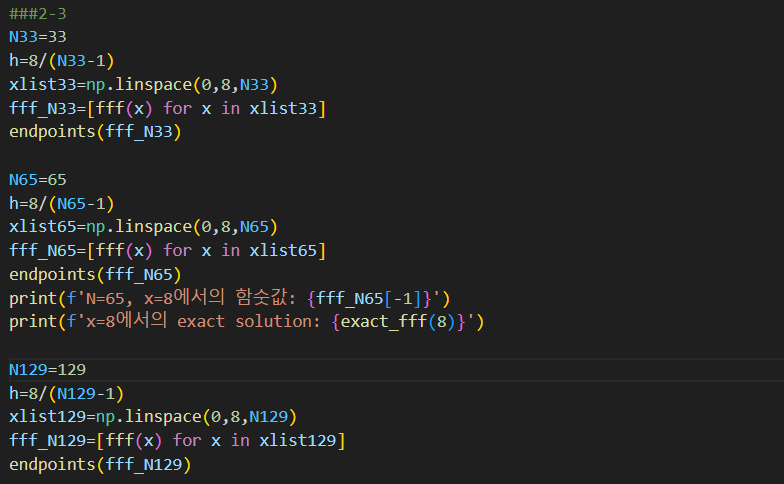 ###2-3
N33=33
h=8/(N33-1)
xlist33=np.linspace(0,8,N33)
fff_N33=[fff(x) for x in xlist33]
endpoints(fff_N33)
N65=65
h=8/(N65-1)
xlist65=np.linspace(0,8,N65)
fff_N65=[fff(x) for x in xlist65]
endpoints(fff_N65)
print(f'N=65, x=8에서의 함숫값: {fff_N65[-1]}')
print(f'x=8에서의 exact solution: {exact_fff(8)}')
N129=129
h=8/(N129-1)
xlist129=np.linspace(0,8,N129)
fff_N129=[fff(x) for x in xlist129]
endpoints(fff_N129)